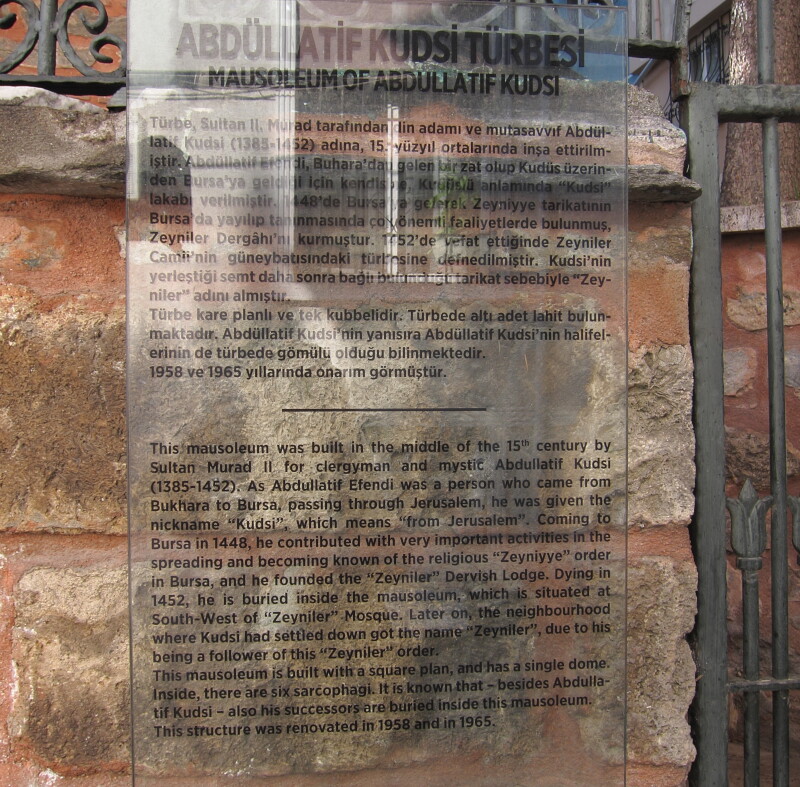 ABDÜLLATİF KUDSİ TÜRBESİ
MAUSOLEUM OF ABDULLATIF KUDSI
Türbe, Sultan II. Murad tarafından din adamı ve mutasavvıf Abdül-
latif Kudsi (1385-1452) adına, 15. yüzyıl ortalarında inşa ettirilm-
iştir. Abdüllatif Efendi, Buhara'dan gelen bir zat olup Kudüs üzerin-
den Bursa'ya geldiği için kendisine, Kudüslü anlamında "Kudsi"
lakabı verilmiştir. 1448'de Bursa'ya gelerek, Zeyniyye tarikatının
Bursa'da yayılıp tanınmasında çok önemli faaliyetlerde bulunmuş,
Zeyniler Dergâhı'nı kurmuştur. 1452'de vefat ettiğinde Zeyniler
Camii'nin güneybatısındaki türbesine defnedilmiştir. Kudsi'nin
yerleştiği semt daha sonra bağlı bulunduğu tarikat sebebiyle "Zey-
niler" adını almıştır.
Türbe kare planlı ve tek kubbelidir. Türbede altı adet lahit bulun-
maktadır. Abdüllatif Kudsi'nin yanısıra Abdüllatif Kudsi'nin halifel-
erinin de türbede gömülü olduğu bilinmektedir.
1958 ve 1965 yıllarında onarım görmüştür.
This mausoleum was built in the middle of the 15th century by
Sultan Murad II for clergyman and mystic Abdullatif Kudsi
(1385-1452). As Abdullatif Efendi was a person who came from
Bukhara to Bursa, passing through Jerusalem, he was given the
nickname "Kudsi", which means "from Jerusalem". Coming to
Bursa in 1448, he contributed with very important activities in the
spreading and becoming known of the religious "Zeyniyye" order
in Bursa, and he founded the "Zeyniler" Dervish Lodge. Dying in
1452, he is buried inside the mausoleum, which is situated at
South-West of "Zeyniler" Mosque. Later on, the neighbourhood
where Kudsi had settled down got the name "Zeyniler", due to his
being a follower of this "Zeyniler" order.
This mausoleum is built with a square plan, and has a single dome.
Inside, there are six sarcophagi. It is known that – besides Abdulla-
tif Kudsi – also his successors are buried inside this mausoleum.
This structure was renovated in 1958 and in 1965.